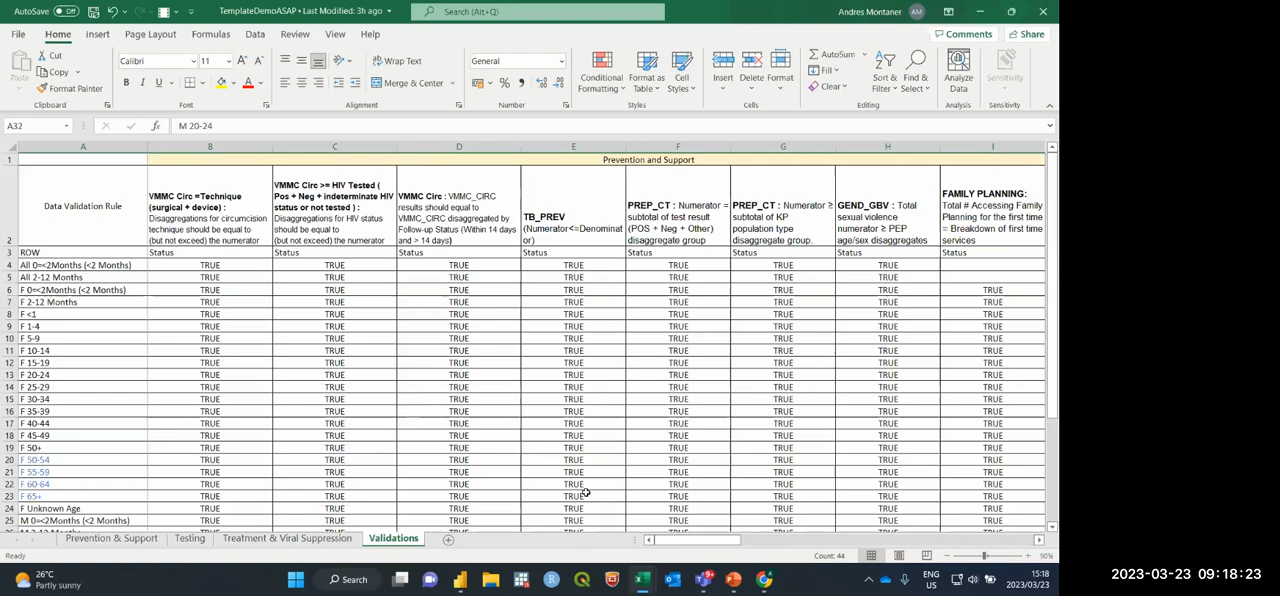 AutoSave Off TemplateDemoASAP • Last Modified: 3h ago Search (Alt+Q) Andres Montaner AM
File Home Insert Page Layout Formulas Data Review View Help Comments Share
Paste Cut Copy Format Painter
Calibri 11 A A B I U A
Wrap Text Merge & Center
General % 9
Conditional Formatting Format as Table Cell Styles
Insert Delete Format
AutoSum Fill Clear Sort & Filter Find & Select
Analyze Data Sensitivity
Clipboard Font Alignment Number Styles Cells Editing Analysis Sensitivity
A32 fx M 20-24
A B C D E F G H I
1 Prevention and Support
2 Data Validation Rule
VMMC Circ =Technique (surgical + device) : Disaggregations for circumcision technique should be equal to (but not exceed) the numerator
VMMC Circ >= HIV Tested ( Pos + Neg + indeterminate HIV status or not tested ) : Disaggregations for HIV status should be equal to (but not exceed) the numerator
VMMC Circ : VMMC_CIRC results should equal to VMMC_CIRC disaggregated by Follow-up Status (Within 14 days and > 14 days)
TB_PREV (Numerator<=Denominator)
PREP_CT : Numerator = subtotal of test result (POS + Neg + Other) disaggregate group
PREP_CT : Numerator ≥ subtotal of KP population type disaggregate group.
GEND_GBV : Total sexual violence numerator ≥ PEP age/sex disaggregates
FAMILY PLANNING: Total # Accessing Family Planning for the first time = Breakdown of first time services
3 ROW Status Status Status Status Status Status Status Status
4 All 0=<2Months (<2 Months) TRUE TRUE TRUE TRUE TRUE TRUE TRUE
5 All 2-12 Months TRUE TRUE TRUE TRUE TRUE TRUE TRUE
6 F 0=<2Months (<2 Months) TRUE TRUE TRUE TRUE TRUE TRUE TRUE TRUE
7 F 2-12 Months TRUE TRUE TRUE TRUE TRUE TRUE TRUE TRUE
8 F <1 TRUE TRUE TRUE TRUE TRUE TRUE TRUE TRUE
9 F 1-4 TRUE TRUE TRUE TRUE TRUE TRUE TRUE TRUE
10 F 5-9 TRUE TRUE TRUE TRUE TRUE TRUE TRUE TRUE
11 F 10-14 TRUE TRUE TRUE TRUE TRUE TRUE TRUE TRUE
12 F 15-19 TRUE TRUE TRUE TRUE TRUE TRUE TRUE TRUE
13 F 20-24 TRUE TRUE TRUE TRUE TRUE TRUE TRUE TRUE
14 F 25-29 TRUE TRUE TRUE TRUE TRUE TRUE TRUE TRUE
15 F 30-34 TRUE TRUE TRUE TRUE TRUE TRUE TRUE TRUE
16 F 35-39 TRUE TRUE TRUE TRUE TRUE TRUE TRUE TRUE
17 F 40-44 TRUE TRUE TRUE TRUE TRUE TRUE TRUE TRUE
18 F 45-49 TRUE TRUE TRUE TRUE TRUE TRUE TRUE TRUE
19 F 50+ TRUE TRUE TRUE TRUE TRUE TRUE TRUE TRUE
20 F 50-54 TRUE TRUE TRUE TRUE TRUE TRUE TRUE TRUE
21 F 55-59 TRUE TRUE TRUE TRUE TRUE TRUE TRUE TRUE
22 F 60-64 TRUE TRUE TRUE TRUE TRUE TRUE TRUE TRUE
23 F 65+ TRUE TRUE TRUE TRUE TRUE TRUE TRUE TRUE
24 F Unknown Age TRUE TRUE TRUE TRUE TRUE TRUE TRUE TRUE
25 M 0=<2Months (<2 Months) TRUE TRUE TRUE TRUE TRUE TRUE TRUE TRUE
Prevention & Support Testing Treatment & Viral Suppression Validations
Ready Count: 44 90%
26°C Partly sunny Search ENG US 15:18 2023/03/23
2023-03-23 09:18:23